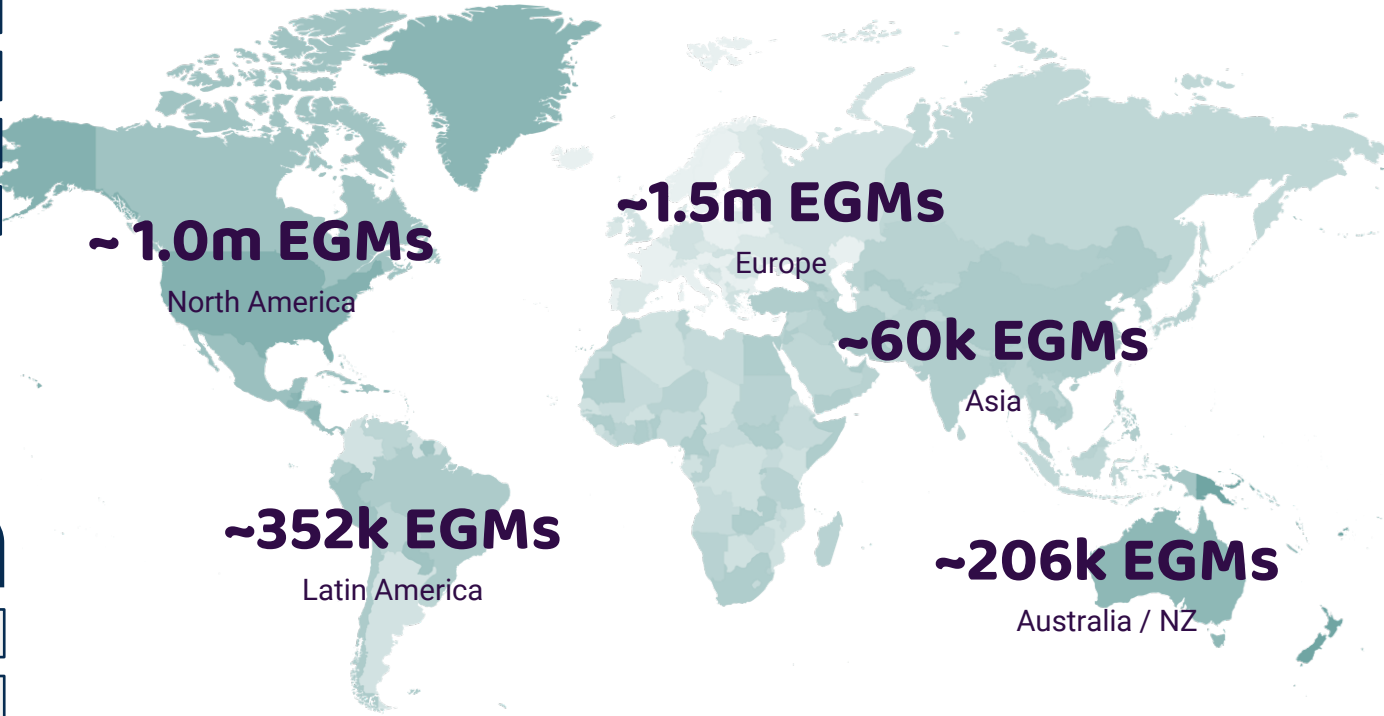 ~1.5m EGMs
Europe
~ 1.0m EGMs
North America
~60k EGMs
Asia
~352k EGMs
Latin America
~206k EGMs
Australia / NZ